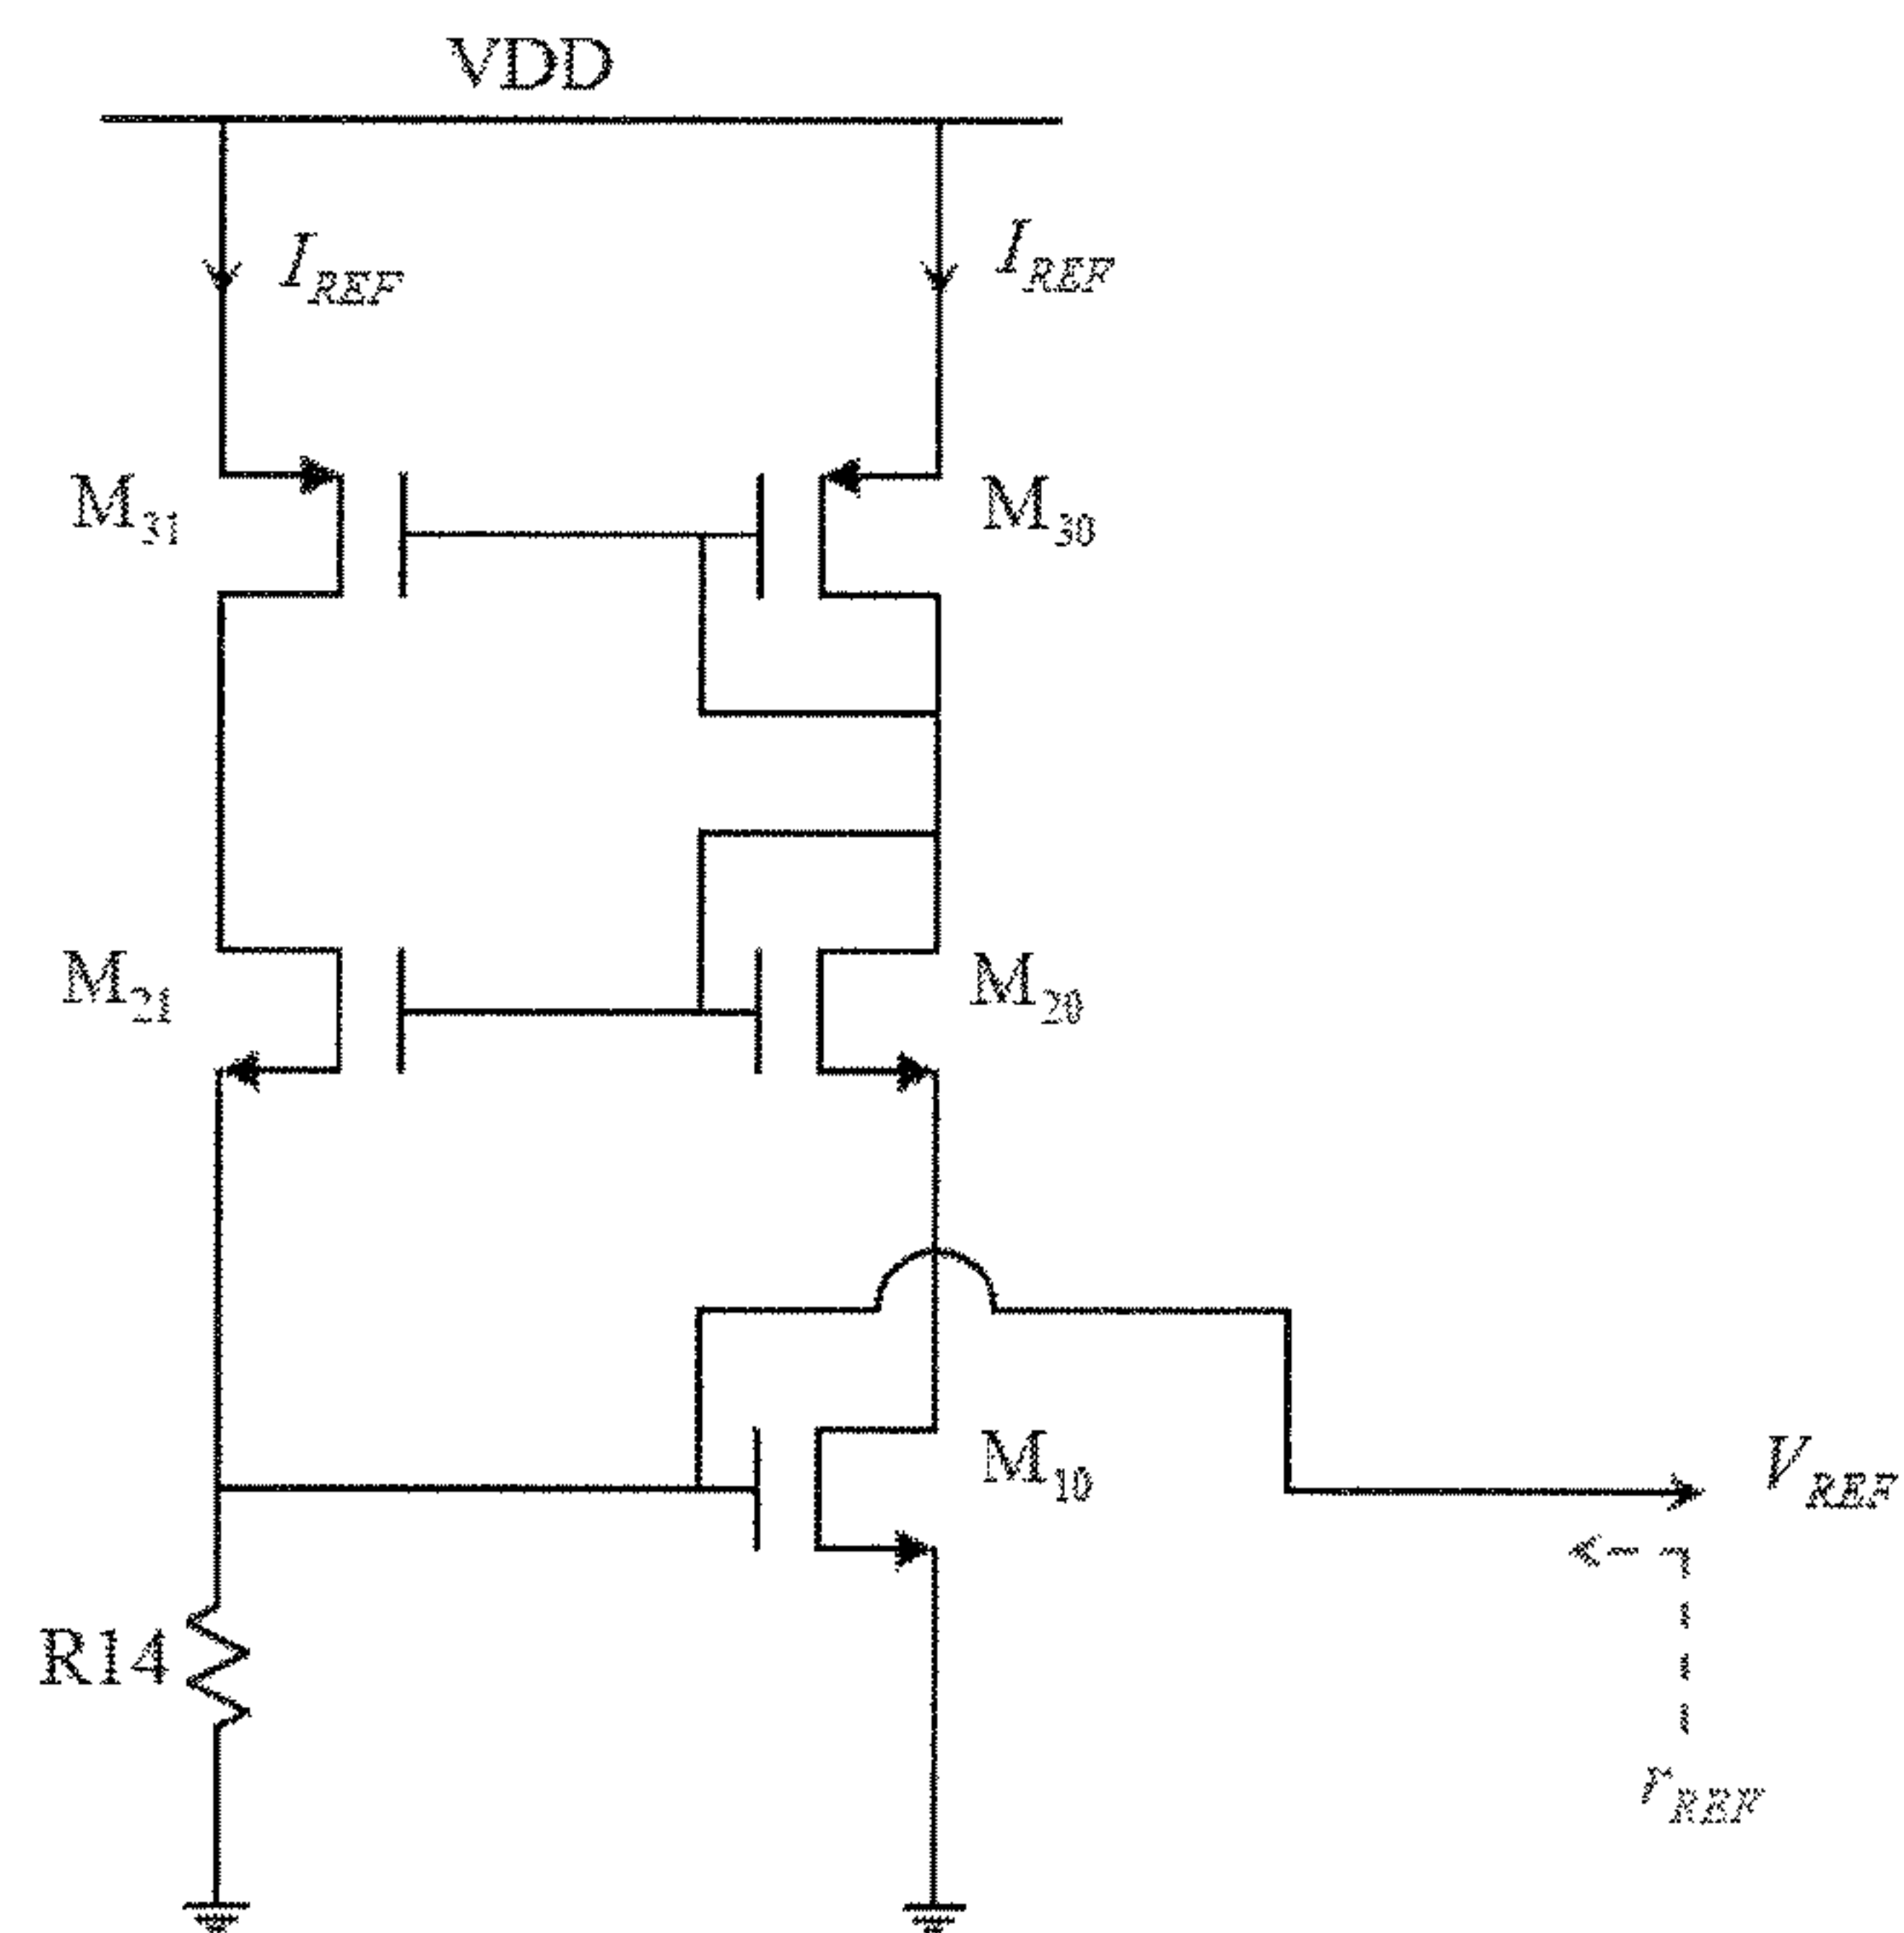 VDD
I_REF I_REF
M_31 M_30
M_21 M_20
M_10
V_REF
R14
r_REF